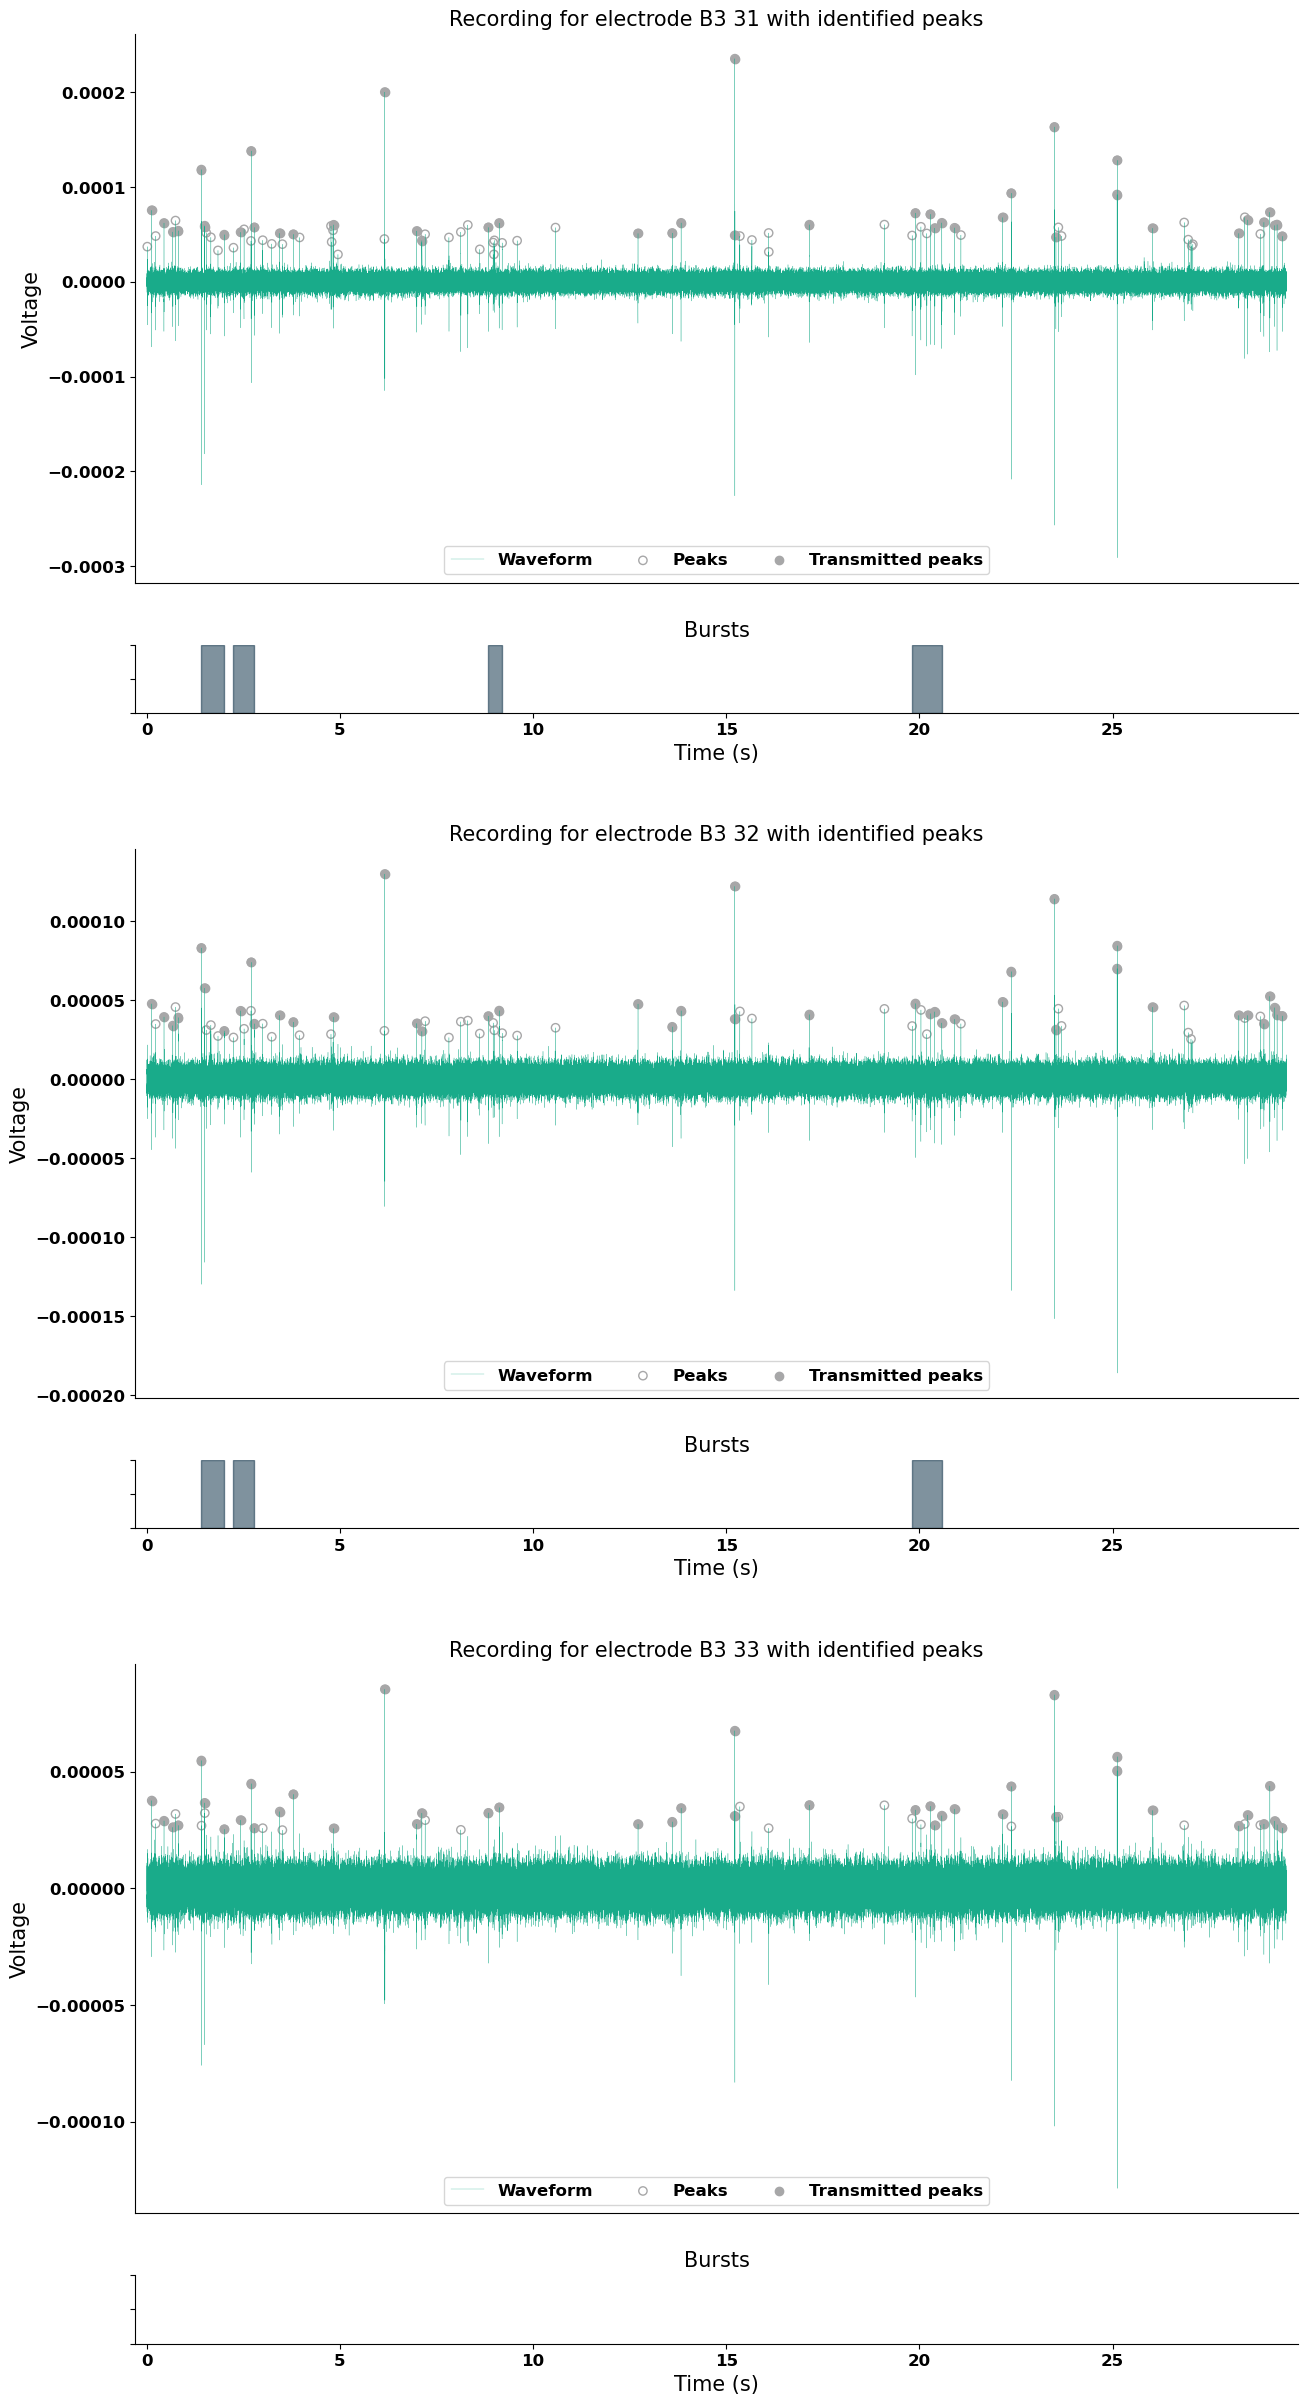 Recording for electrode B3 31 with identified peaks
0.0002
0.0001
0.0000
−0.0001
−0.0002
−0.0003
Voltage
Waveform Peaks Transmitted peaks
Bursts
0 5 10 15 20 25
Time (s)
Recording for electrode B3 32 with identified peaks
0.00010
0.00005
0.00000
−0.00005
−0.00010
−0.00015
−0.00020
Voltage
Waveform Peaks Transmitted peaks
Bursts
0 5 10 15 20 25
Time (s)
Recording for electrode B3 33 with identified peaks
0.00005
0.00000
−0.00005
−0.00010
Voltage
Waveform Peaks Transmitted peaks
Bursts
0 5 10 15 20 25
Time (s)